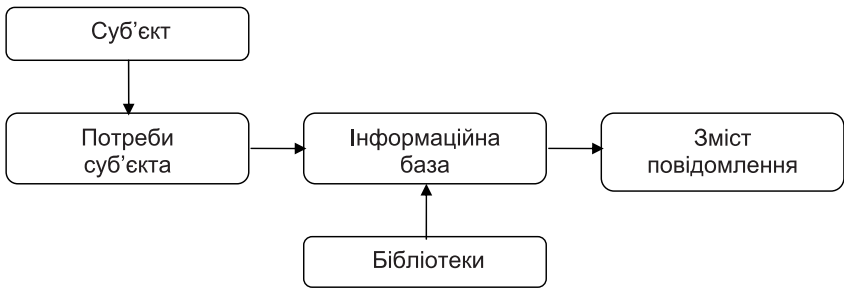 Суб’єкт
Потреби
суб’єкта
Інформаційна
база
Зміст
повідомлення
Бібліотеки